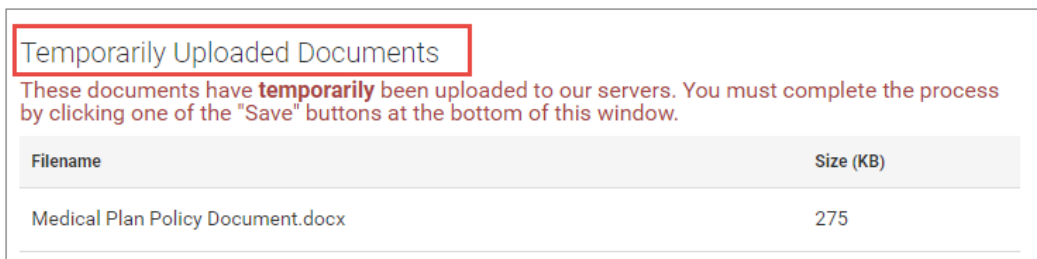 Temporarily Uploaded Documents
These documents have temporarily been uploaded to our servers. You must complete the process
by clicking one of the "Save" buttons at the bottom of this window.
Filename Size (KB)
Medical Plan Policy Document.docx 275